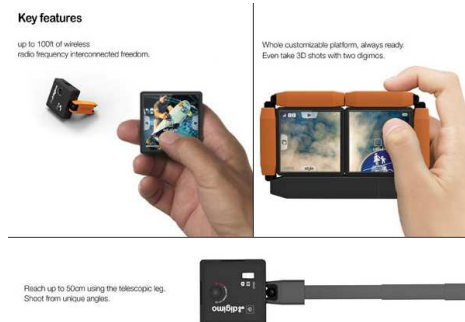 Key features
up to 100ft of wireless
radio frequency interconnected freedom.
Whole customizable platform, always ready.
Even take 3D shots with two digimos.
style
Reach up to 50cm using the telescopic leg.
Shoot from unique angles.
digimo